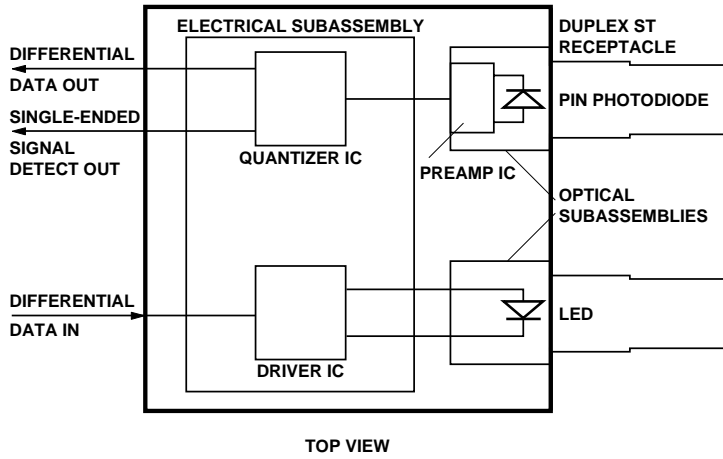 ELECTRICAL SUBASSEMBLY
DUPLEX ST
RECEPTACLE
DIFFERENTIAL
DATA OUT
PIN PHOTODIODE
SINGLE-ENDED
SIGNAL
DETECT OUT
QUANTIZER IC
PREAMP IC
OPTICAL
SUBASSEMBLIES
DIFFERENTIAL
DATA IN
LED
DRIVER IC
TOP VIEW